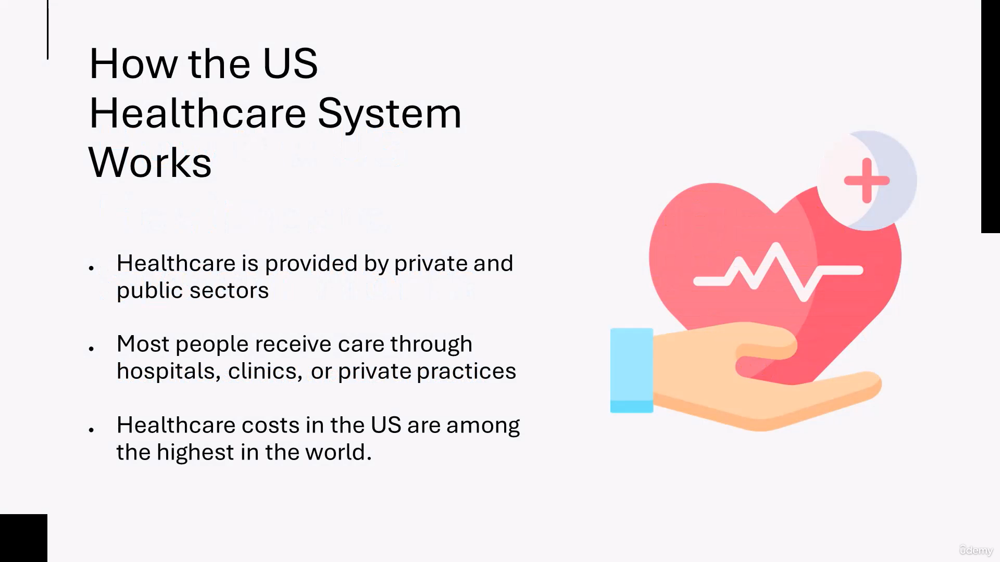 How the US
Healthcare System
Works
• Healthcare is provided by private and
public sectors
• Most people receive care through
hospitals, clinics, or private practices
• Healthcare costs in the US are among
the highest in the world.
ûdemy